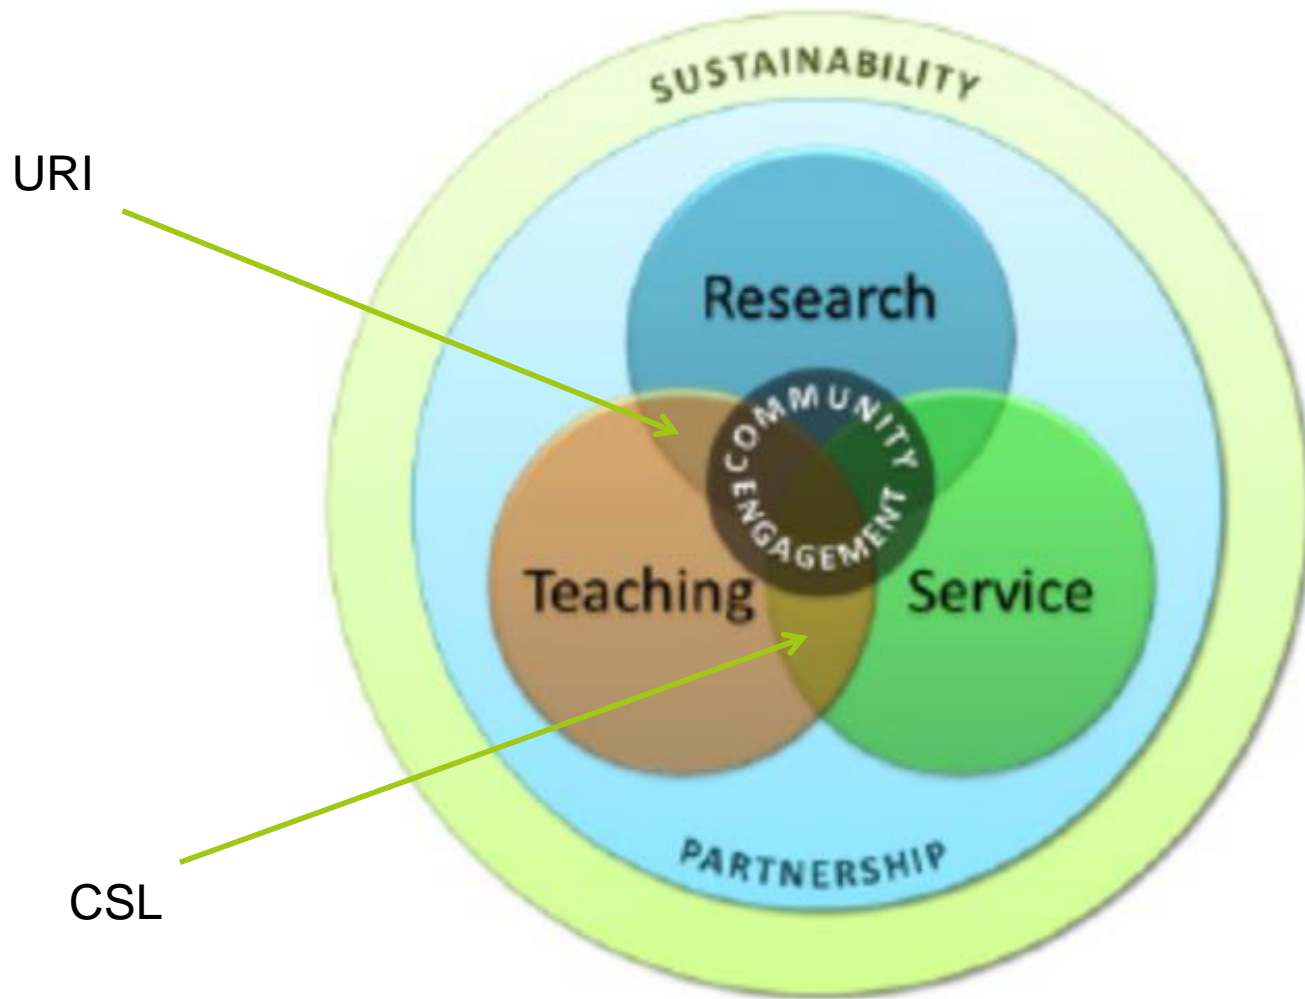 SUSTAINABILITY
URI
Research
COMMUNITY
ENGAGEMENT
Teaching
Service
PARTNERSHIP
CSL